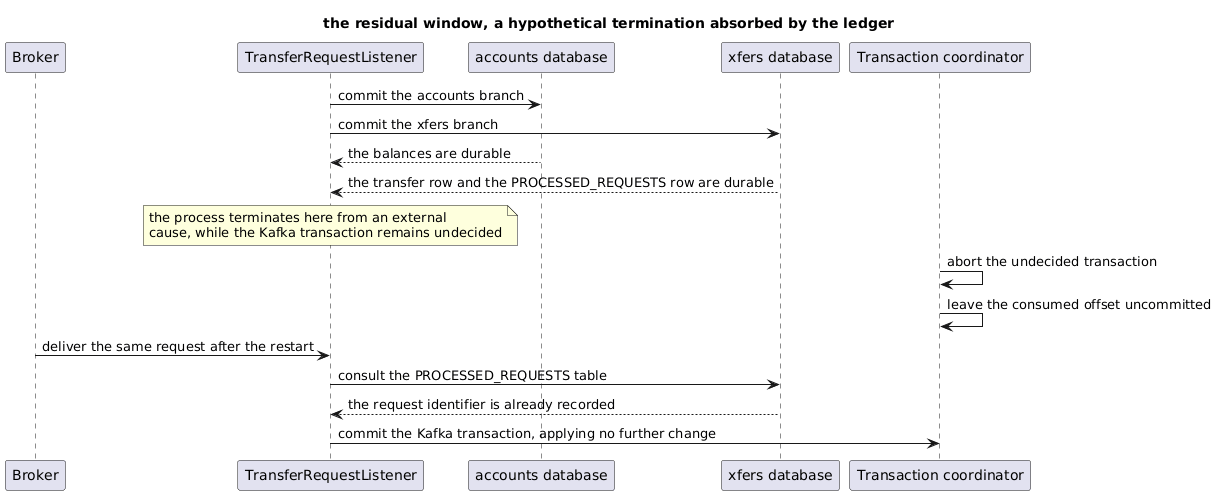 the residual window, a hypothetical termination absorbed by the ledger
Broker
TransferRequestListener
accounts database
xfers database
Transaction coordinator
commit the accounts branch
commit the xfers branch
the balances are durable
the transfer row and the PROCESSED_REQUESTS row are durable
the process terminates here from an external
cause, while the Kafka transaction remains undecided
abort the undecided transaction
leave the consumed offset uncommitted
deliver the same request after the restart
consult the PROCESSED_REQUESTS table
the request identifier is already recorded
commit the Kafka transaction, applying no further change
Broker
TransferRequestListener
accounts database
xfers database
Transaction coordinator